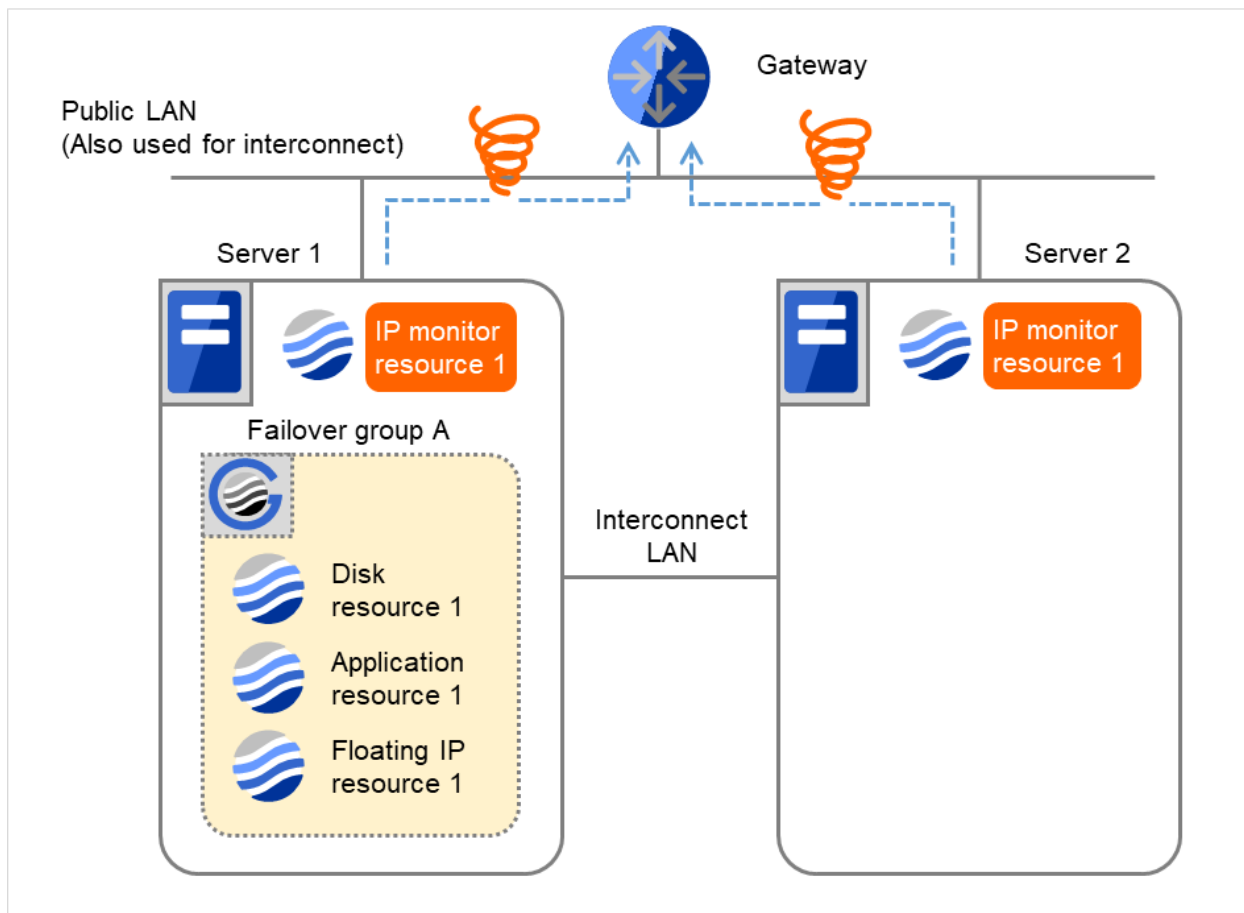 Gateway
Public LAN
(Also used for interconnect)
Server 1
Server 2
IP monitor
resource 1
IP monitor
resource 1
Failover group A
Interconnect
LAN
Disk
resource 1
Application
resource 1
Floating IP
resource 1